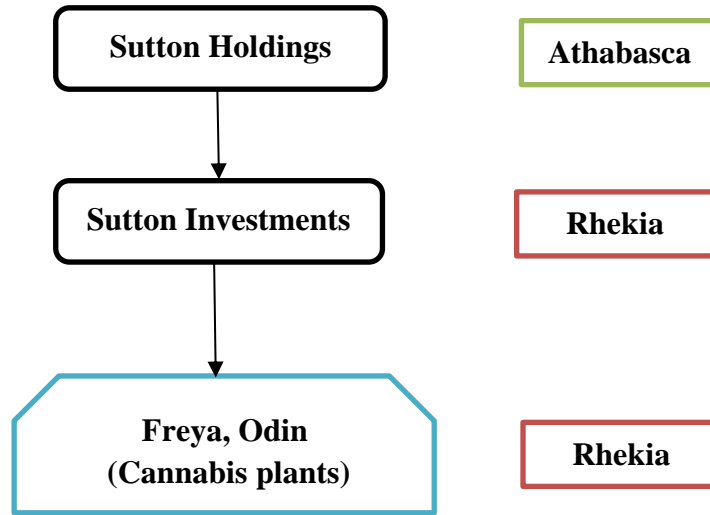 Sutton Holdings
Athabasca
Sutton Investments
Rhekia
Freya, Odin
(Cannabis plants)
Rhekia